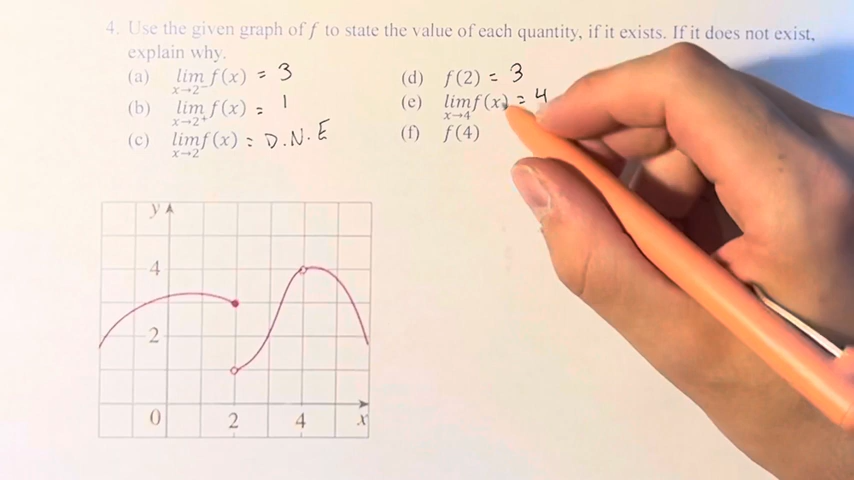 4. Use the given graph of f to state the value of each quantity, if it exists. If it does not exist,
explain why.
(a) lim f(x) = 3
x→2⁻
(b) lim f(x) = 1
x→2⁺
(c) lim f(x) = D.N.E
x→2
(d) f(2) = 3
(e) lim f(x) = 4
x→4
(f) f(4)
y
4
2
0 2 4 x